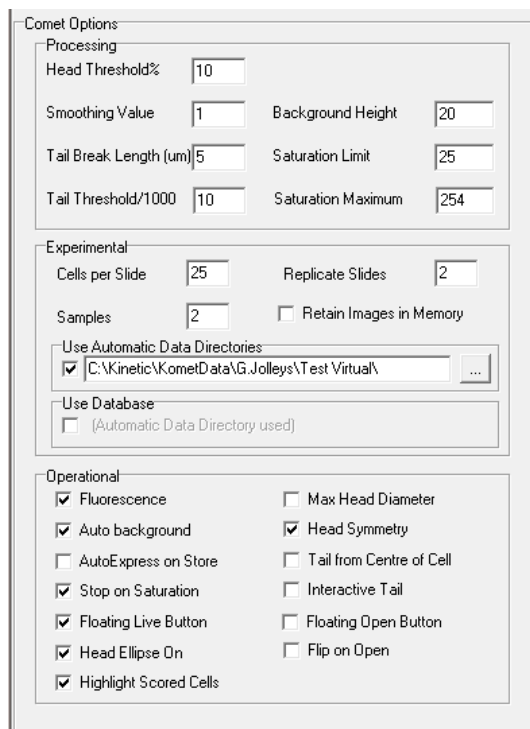 Comet Options
Processing
Head Threshold% 10
Smoothing Value 1 Background Height 20
Tail Break Length (um) 5 Saturation Limit 25
Tail Threshold/1000 10 Saturation Maximum 254
Experimental
Cells per Slide 25 Replicate Slides 2
Samples 2 Retain Images in Memory
Use Automatic Data Directories
C:\Kinetic\KometData\G.Jolleys\Test Virtual\ ...
Use Database
(Automatic Data Directory used)
Operational
Fluorescence Max Head Diameter
Auto background Head Symmetry
AutoExpress on Store Tail from Centre of Cell
Stop on Saturation Interactive Tail
Floating Live Button Floating Open Button
Head Ellipse On Flip on Open
Highlight Scored Cells